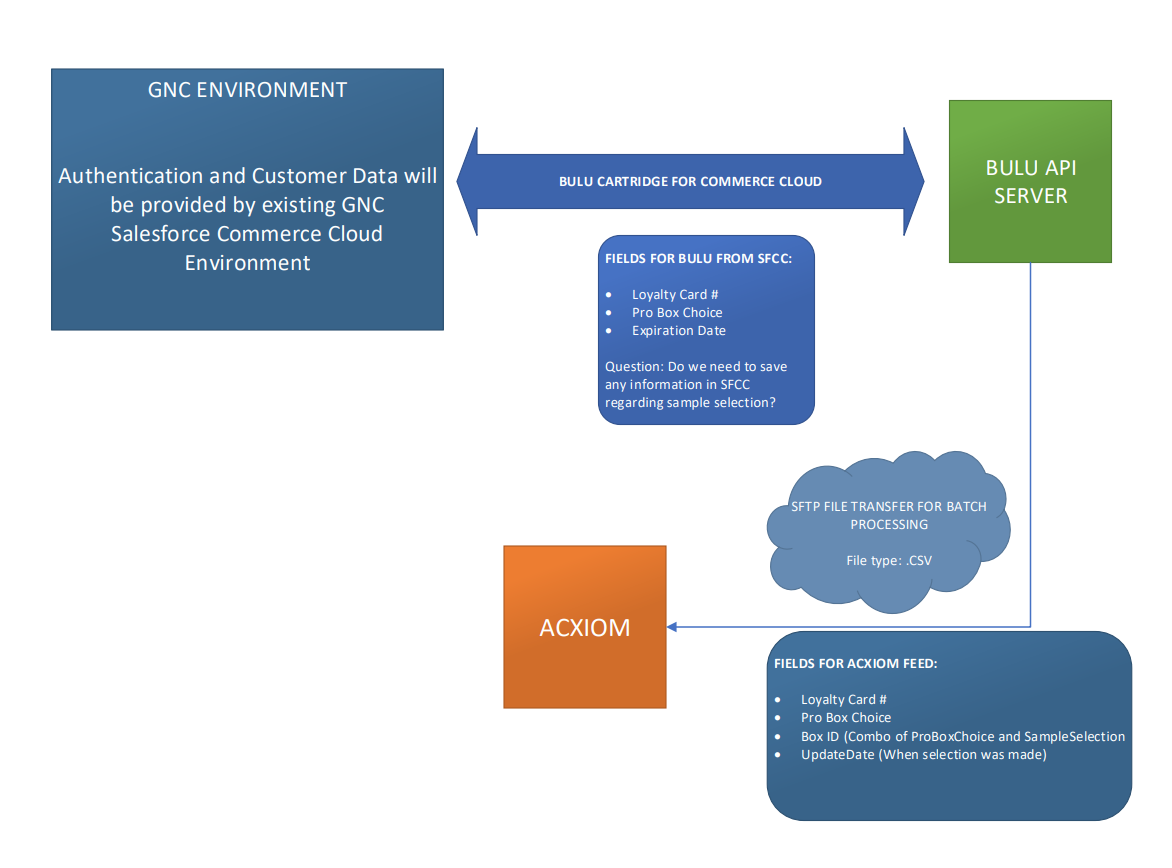 GNC ENVIRONMENT
Authentication and Customer Data will
be provided by existing GNC
Salesforce Commerce Cloud
Environment
BULU CARTRIDGE FOR COMMERCE CLOUD
BULU API
SERVER
FIELDS FOR BULU FROM SFCC:
• Loyalty Card #
• Pro Box Choice
• Expiration Date
Question: Do we need to save
any information in SFCC
regarding sample selection?
SFTP FILE TRANSFER FOR BATCH
PROCESSING
File type: .CSV
ACXIOM
FIELDS FOR ACXIOM FEED:
• Loyalty Card #
• Pro Box Choice
• Box ID (Combo of ProBoxChoice and SampleSelection
• UpdateDate (When selection was made)